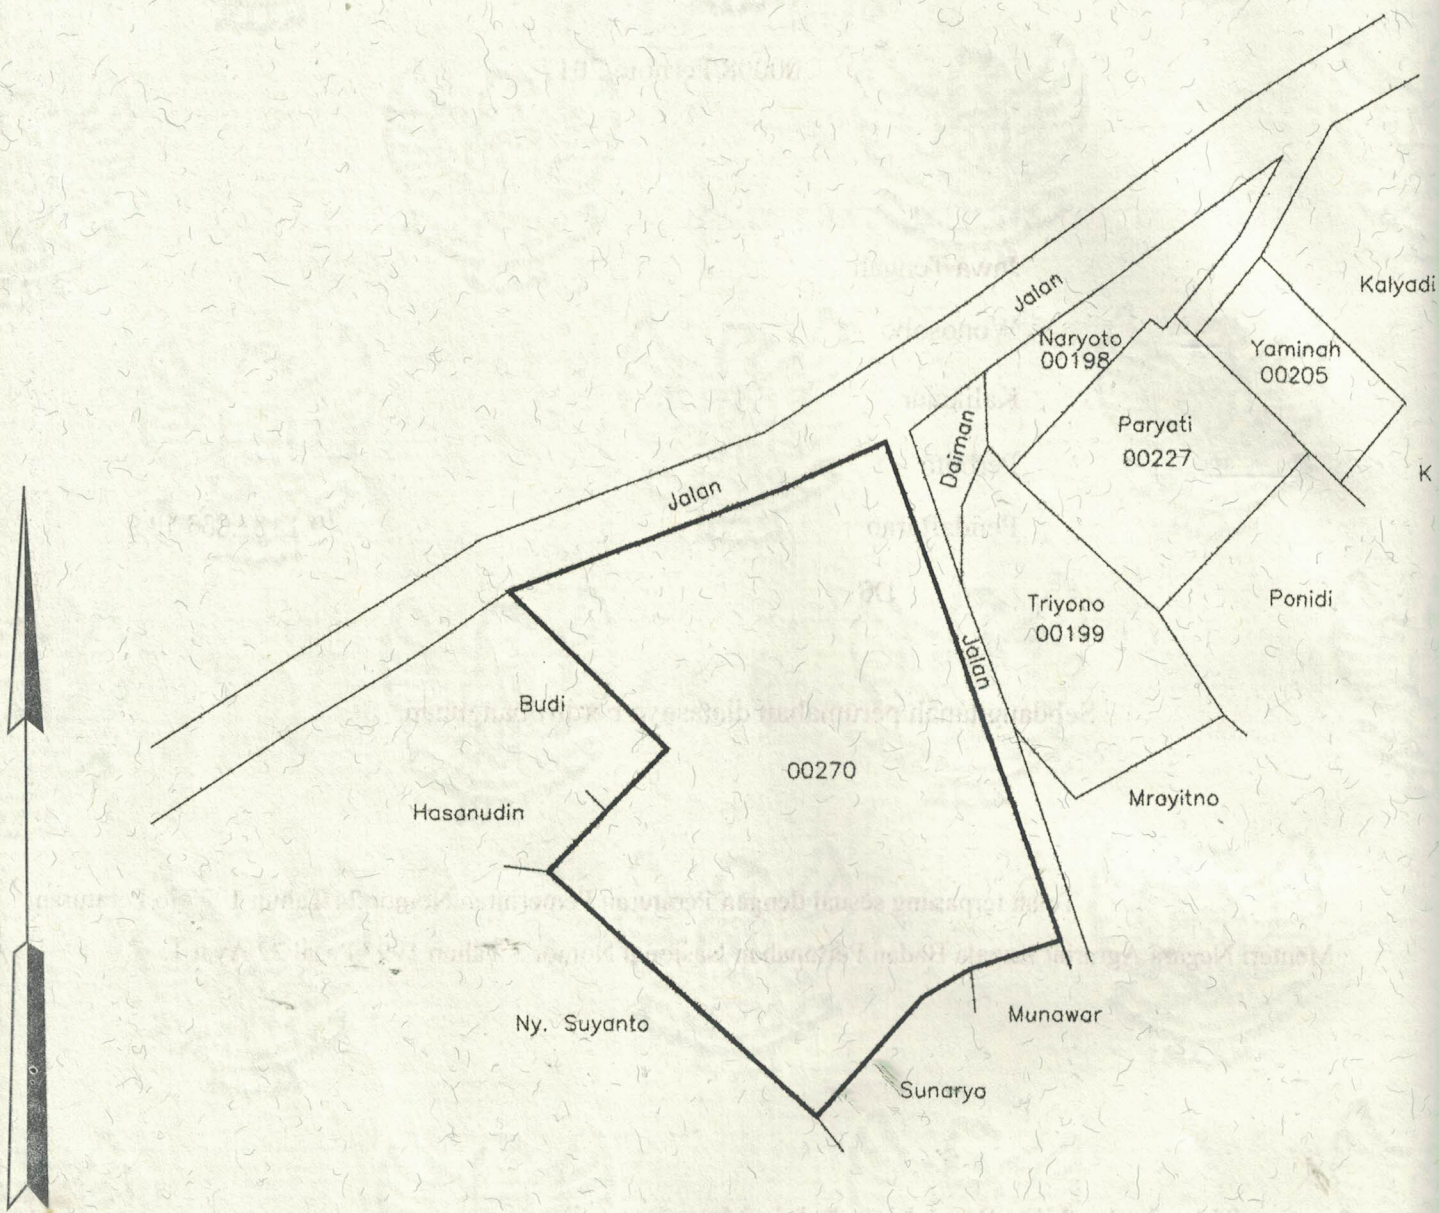 Jalan
Kalyadi
Naryoto
00198
Yaminah
00205
Daiman
Paryati
00227
K
Jalan
Triyono
00199
Ponidi
Jalan
Budi
00270
Hasanudin
Mrayitno
Ny. Suyanto
Munawar
Sunaryo